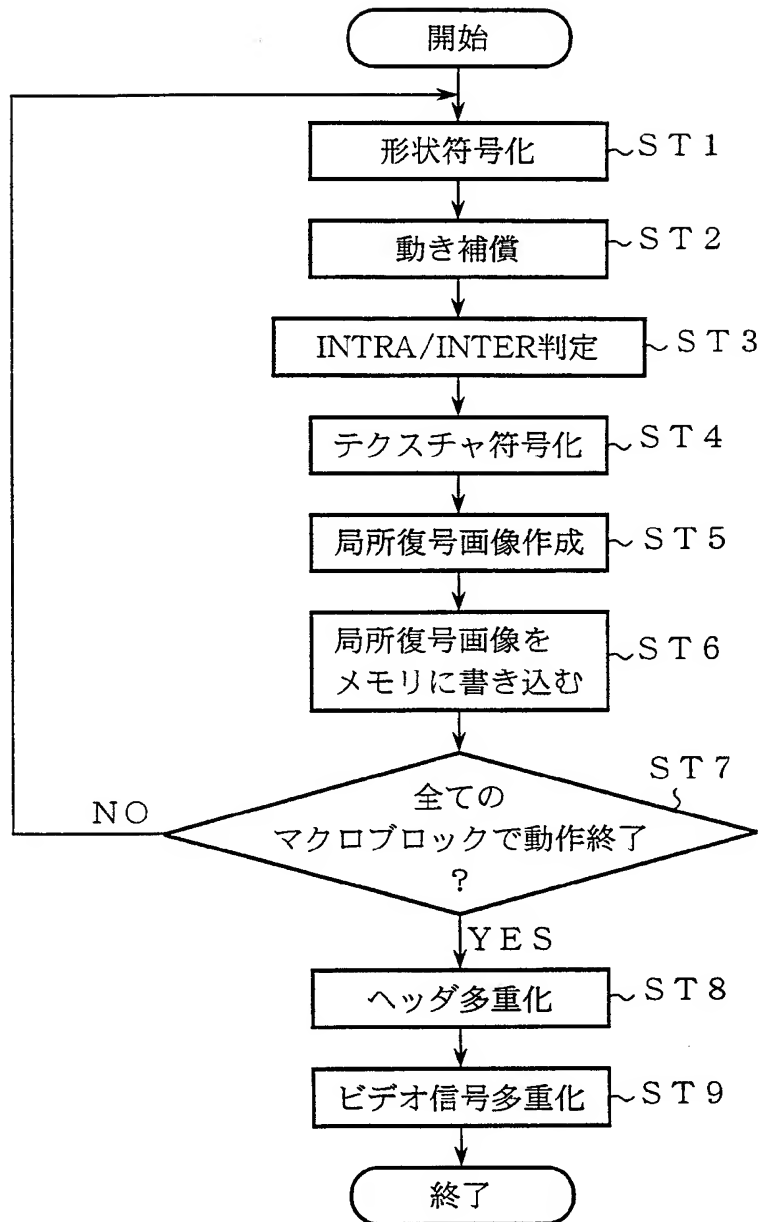 開始
形状符号化 ~ST1
動き補償 ~ST2
INTRA/INTER判定 ~ST3
テクスチャ符号化 ~ST4
局所復号画像作成 ~ST5
局所復号画像を
メモリに書き込む ~ST6
ST7
全ての
NO
マクロブロックで動作終了
?
YES
ヘッダ多重化 ~ST8
ビデオ信号多重化 ~ST9
終了